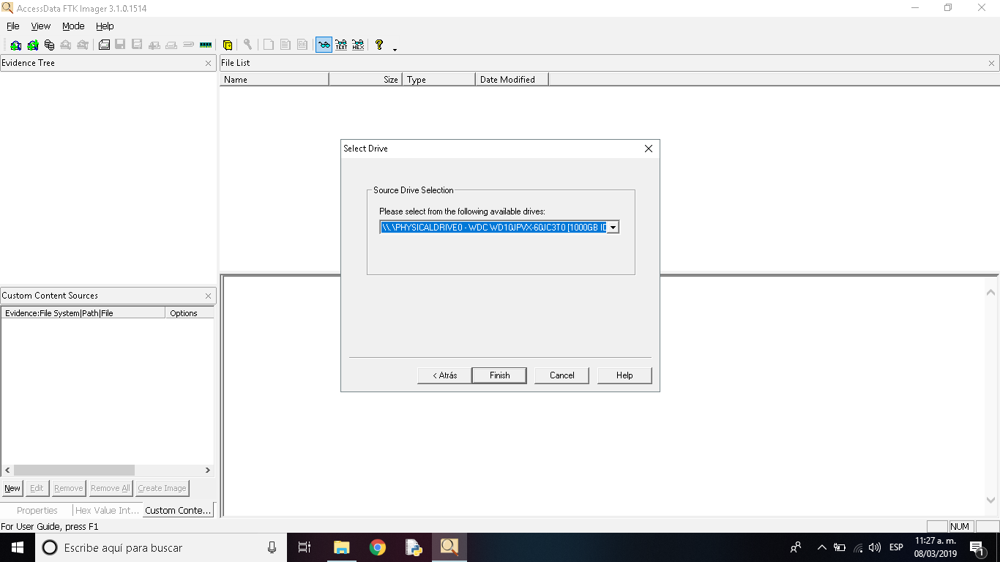 AccessData FTK Imager 3.1.0.1514
File View Mode Help
TEXT HEX ?
Evidence Tree
File List
Name Size Type Date Modified
Select Drive
Source Drive Selection
Please select from the following available drives:
\\.\PHYSICALDRIVE0 - WDC WD10JPVX-60JC3T0 [1000GB ID
< Atrás Finish Cancel Help
Custom Content Sources
Evidence:File System|Path|File Options
New Edit Remove Remove All Create Image
Properties Hex Value Int... Custom Conte...
For User Guide, press F1
NUM
Escribe aquí para buscar
ESP
11:27 a. m.
08/03/2019
1